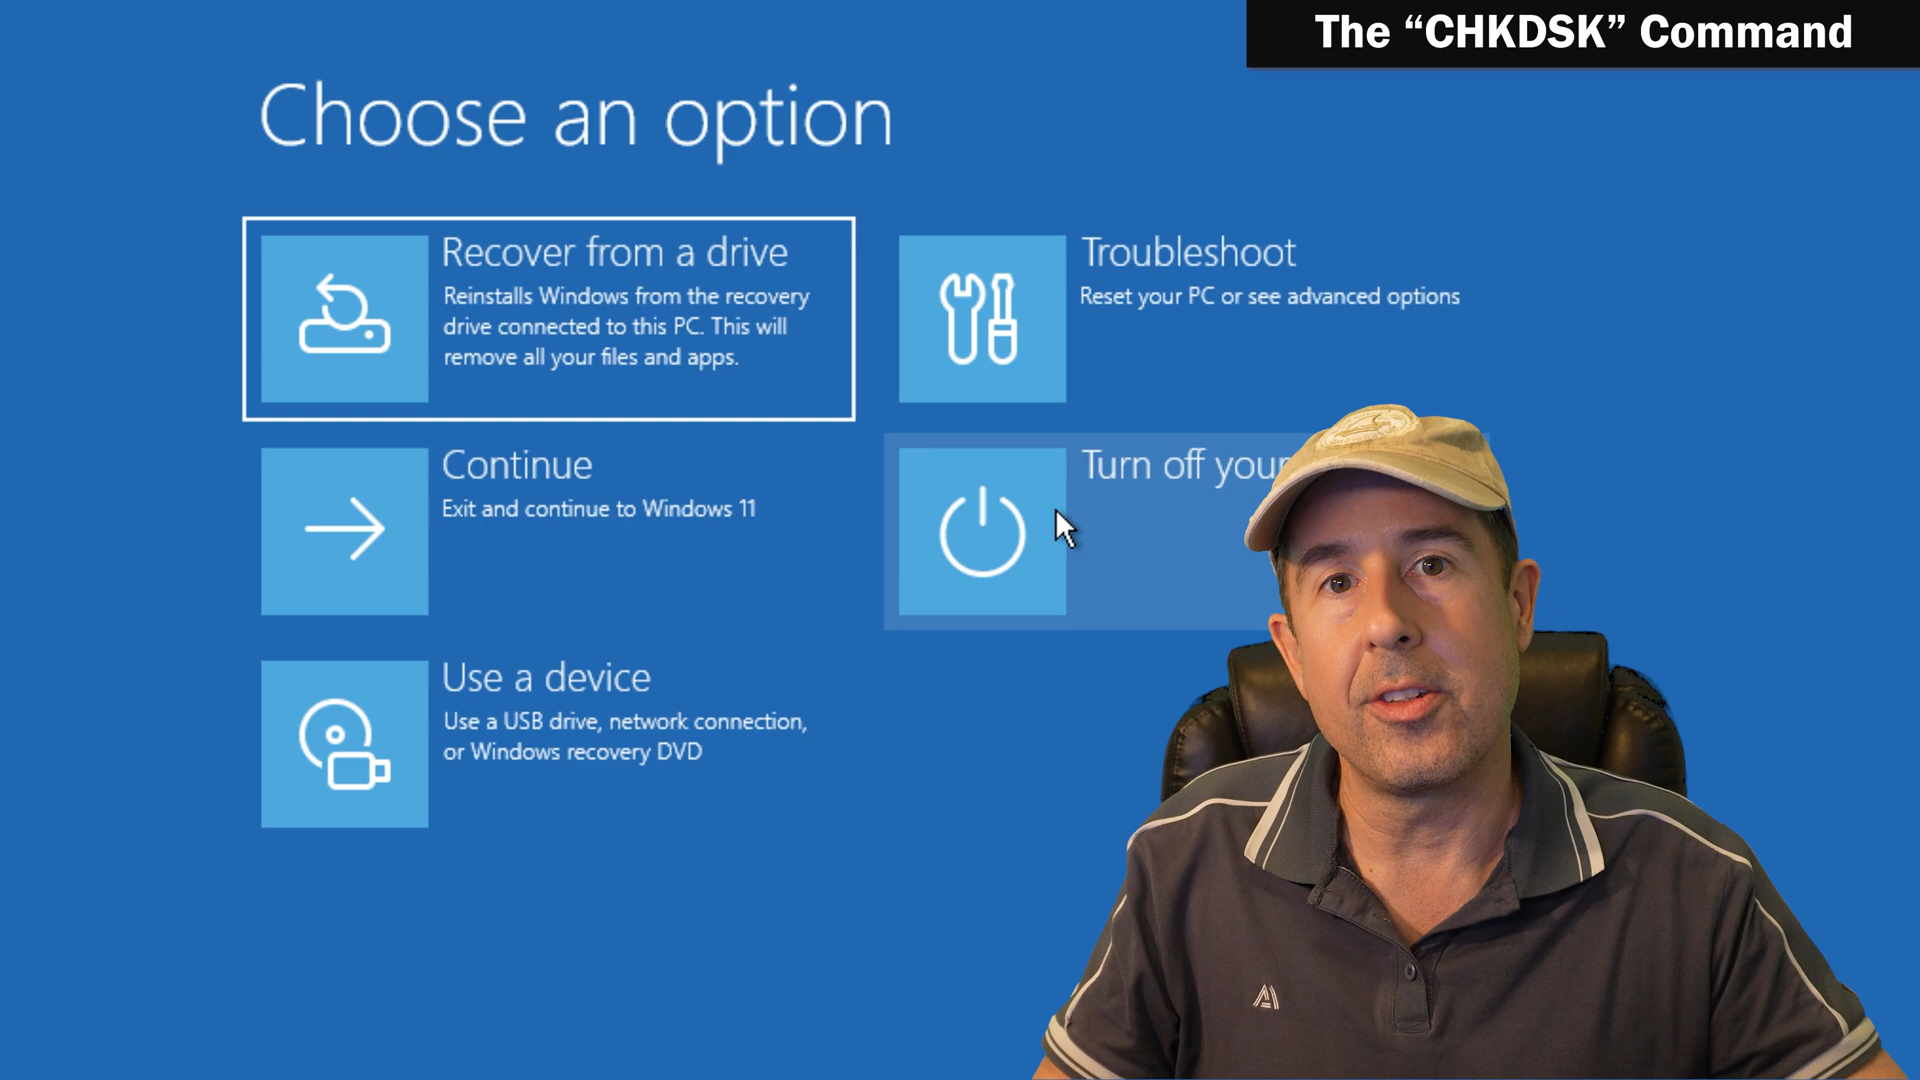 The “CHKDSK” Command
Choose an option
Recover from a drive
Reinstalls Windows from the recovery
drive connected to this PC. This will
remove all your files and apps.
Troubleshoot
Reset your PC or see advanced options
Continue
Exit and continue to Windows 11
Turn off your
Use a device
Use a USB drive, network connection,
or Windows recovery DVD